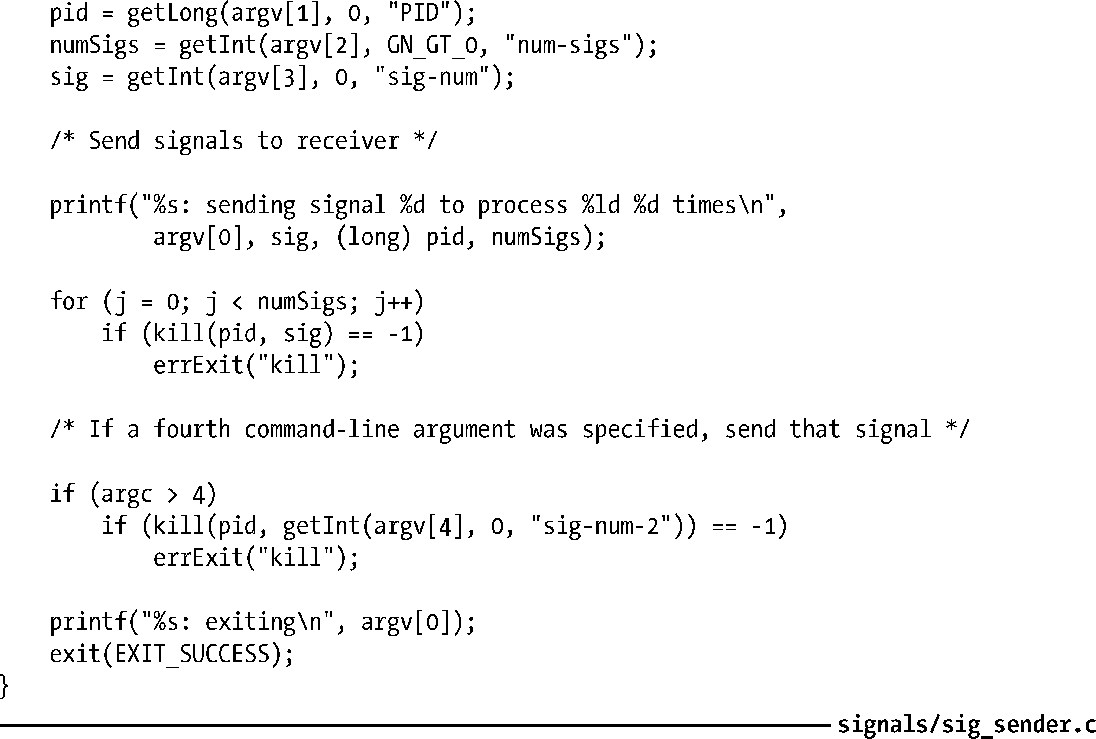 pid = getLong(argv[1], 0, "PID");
numSigs = getInt(argv[2], GN_GT_0, "num-sigs");
sig = getInt(argv[3], 0, "sig-num");
/* Send signals to receiver */
printf("%s: sending signal %d to process %ld %d times\n",
argv[0], sig, (long) pid, numSigs);
for (j = 0; j < numSigs; j++)
if (kill(pid, sig) == -1)
errExit("kill");
/* If a fourth command-line argument was specified, send that signal */
if (argc > 4)
if (kill(pid, getInt(argv[4], 0, "sig-num-2")) == -1)
errExit("kill");
printf("%s: exiting\n", argv[0]);
exit(EXIT_SUCCESS);
}
signals/sig_sender.c